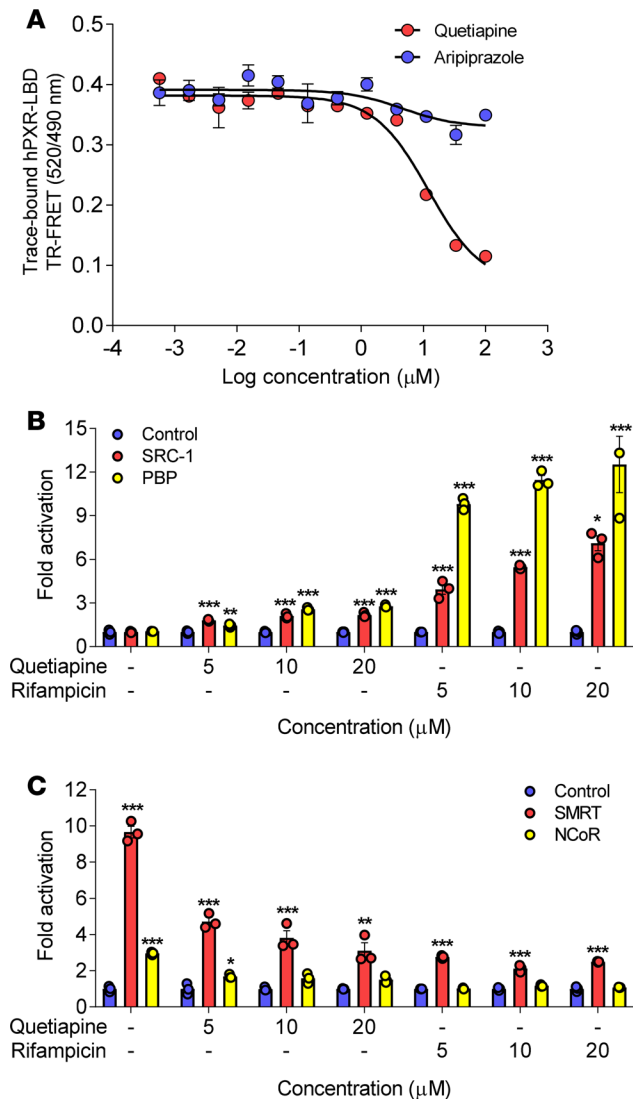 A
Trace-bound hPXR-LBD
TR-FRET (520/490 nm)
0.5
0.4
0.3
0.2
0.1
0.0
Quetiapine
Aripiprazole
-4 -3 -2 -1 0 1 2 3
Log concentration (μM)
B
Fold activation
15
12
9
6
3
0
Control
SRC-1
PBP
*** ** *** *** *** *** *** *** *** *** * ***
Quetiapine - 5 10 20 - - -
Rifampicin - - - - 5 10 20
Concentration (μM)
C
Fold activation
12
10
8
6
4
2
0
Control
SMRT
NCoR
*** *** *** * *** ** *** *** ***
Quetiapine - 5 10 20 - - -
Rifampicin - - - - 5 10 20
Concentration (μM)